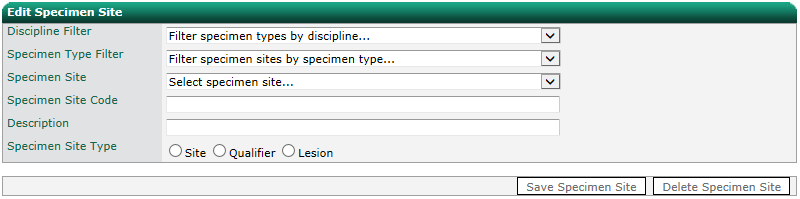 Edit Specimen Site
Discipline Filter Filter specimen types by discipline...
Specimen Type Filter Filter specimen sites by specimen type...
Specimen Site Select specimen site...
Specimen Site Code
Description
Specimen Site Type Site Qualifier Lesion
Save Specimen Site Delete Specimen Site